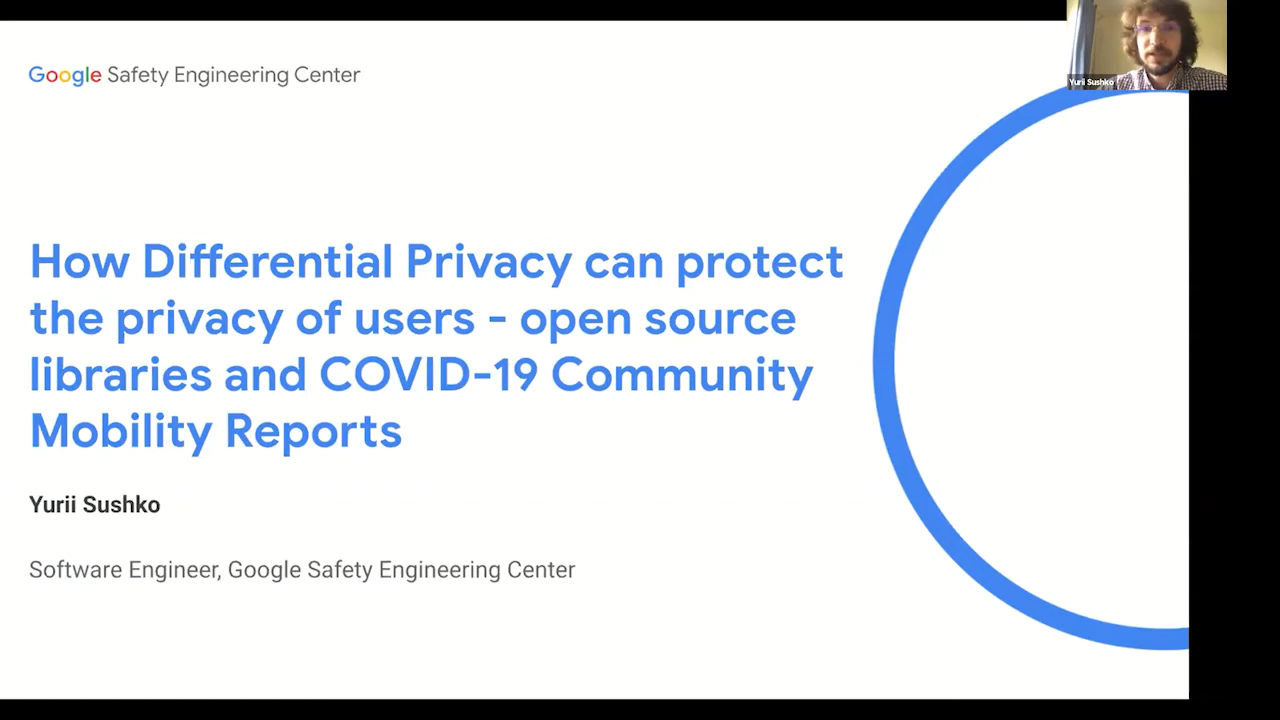 Google Safety Engineering Center
Yurii Sushko
How Differential Privacy can protect
the privacy of users - open source
libraries and COVID-19 Community
Mobility Reports
Yurii Sushko
Software Engineer, Google Safety Engineering Center